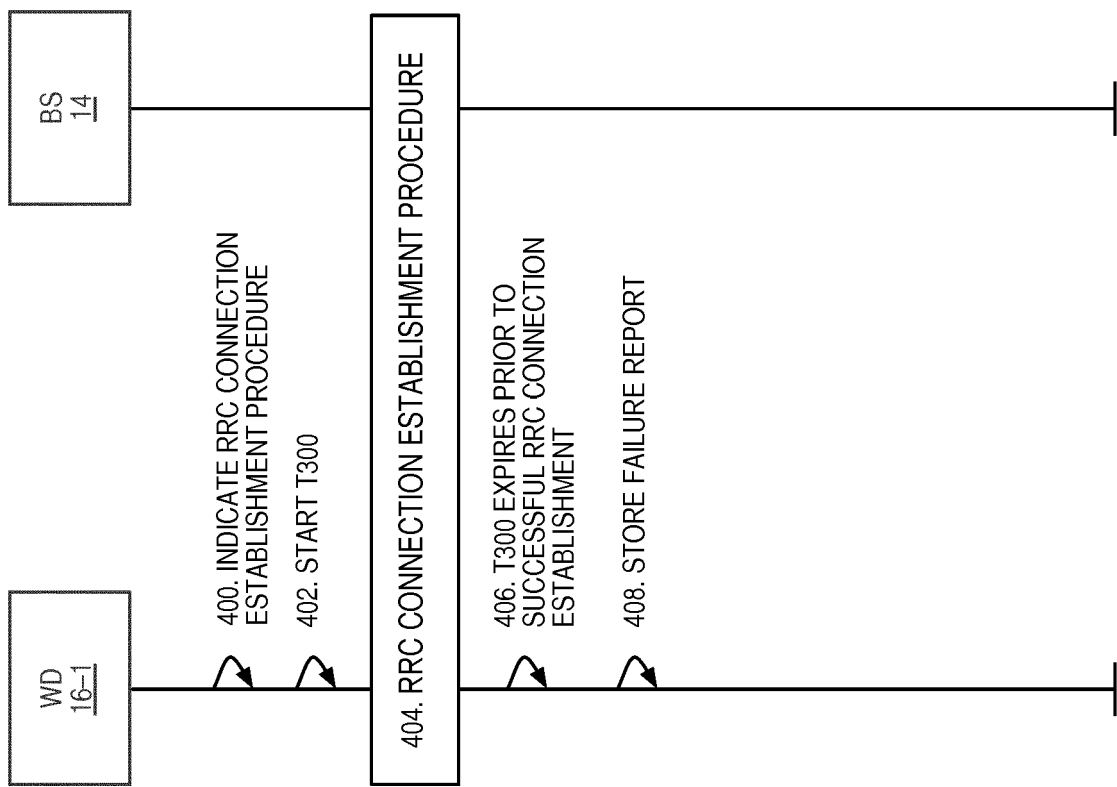 WD
16-1
BS
14
400. INDICATE RRC CONNECTION
ESTABLISHMENT PROCEDURE
402. START T300
404. RRC CONNECTION ESTABLISHMENT PROCEDURE
406. T300 EXPIRES PRIOR TO
SUCCESSFUL RRC CONNECTION
ESTABLISHMENT
408. STORE FAILURE REPORT